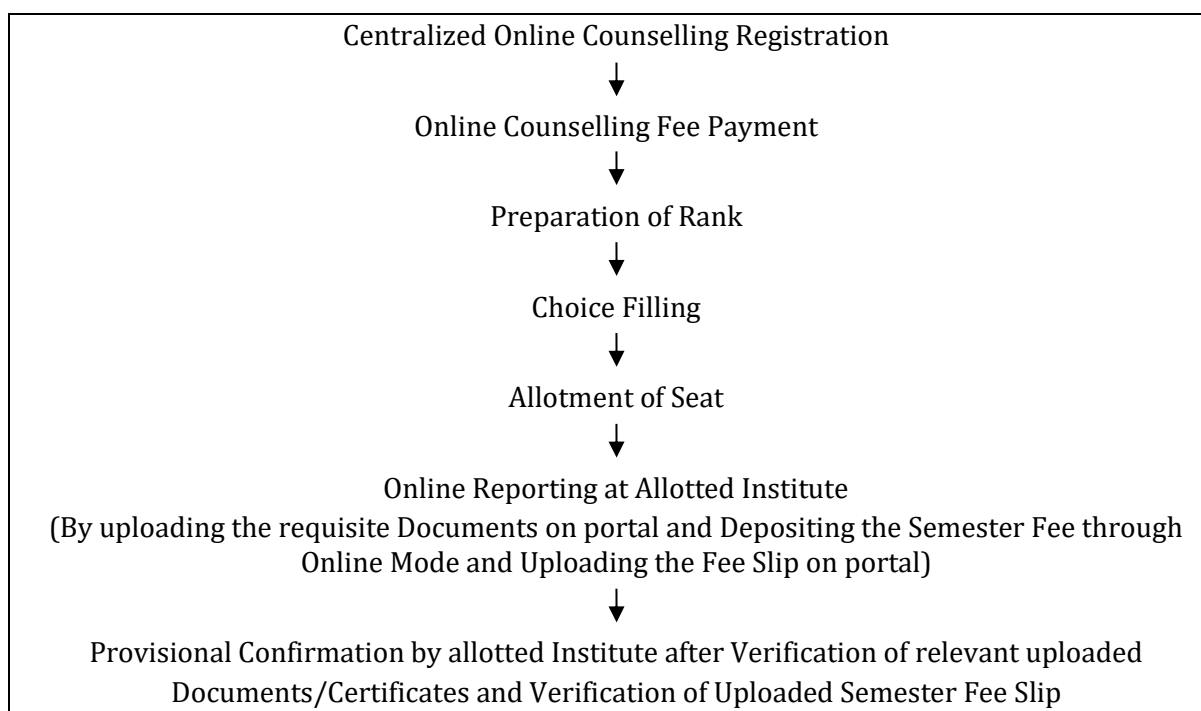 Centralized Online Counselling Registration
Online Counselling Fee Payment
Preparation of Rank
Choice Filling
Allotment of Seat
Online Reporting at Allotted Institute
(By uploading the requisite Documents on portal and Depositing the Semester Fee through
Online Mode and Uploading the Fee Slip on portal)
Provisional Confirmation by allotted Institute after Verification of relevant uploaded
Documents/Certificates and Verification of Uploaded Semester Fee Slip